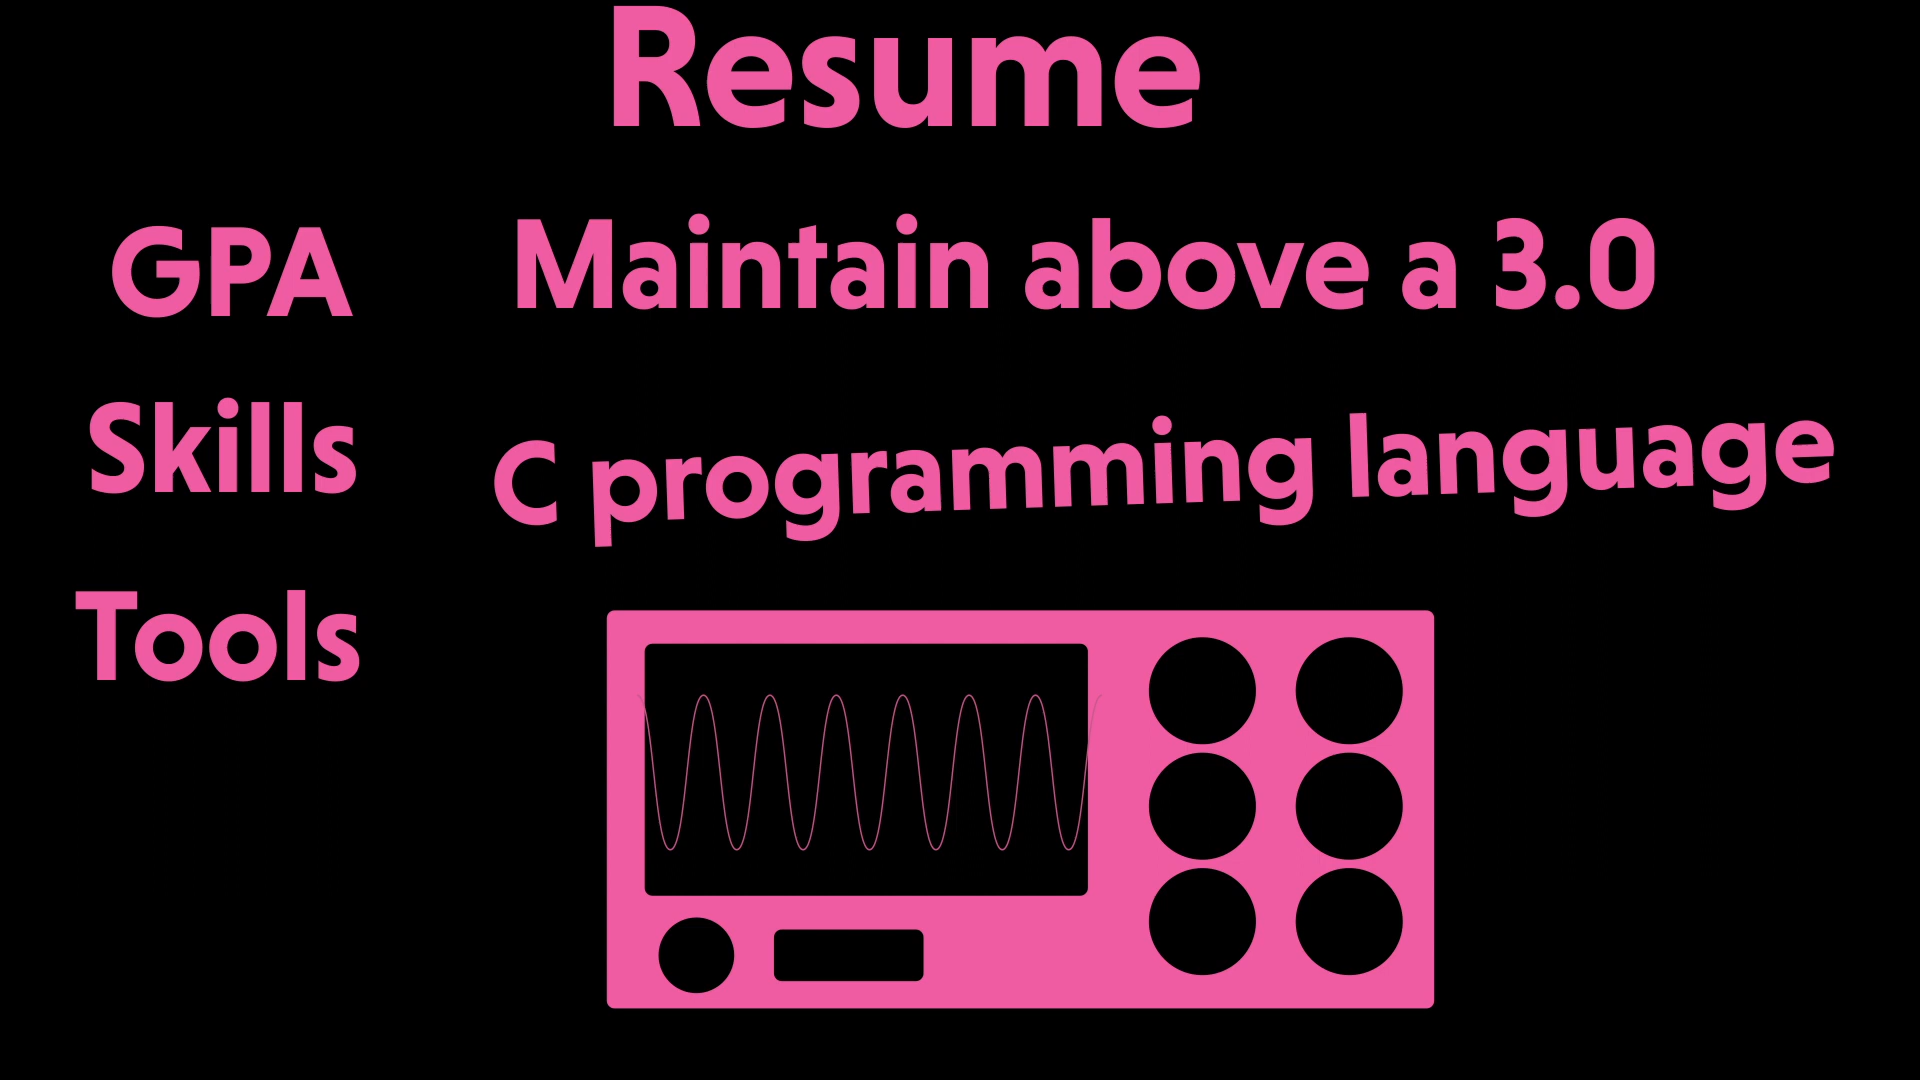 Resume
GPA
Maintain above a 3.0
Skills
C programming language
Tools